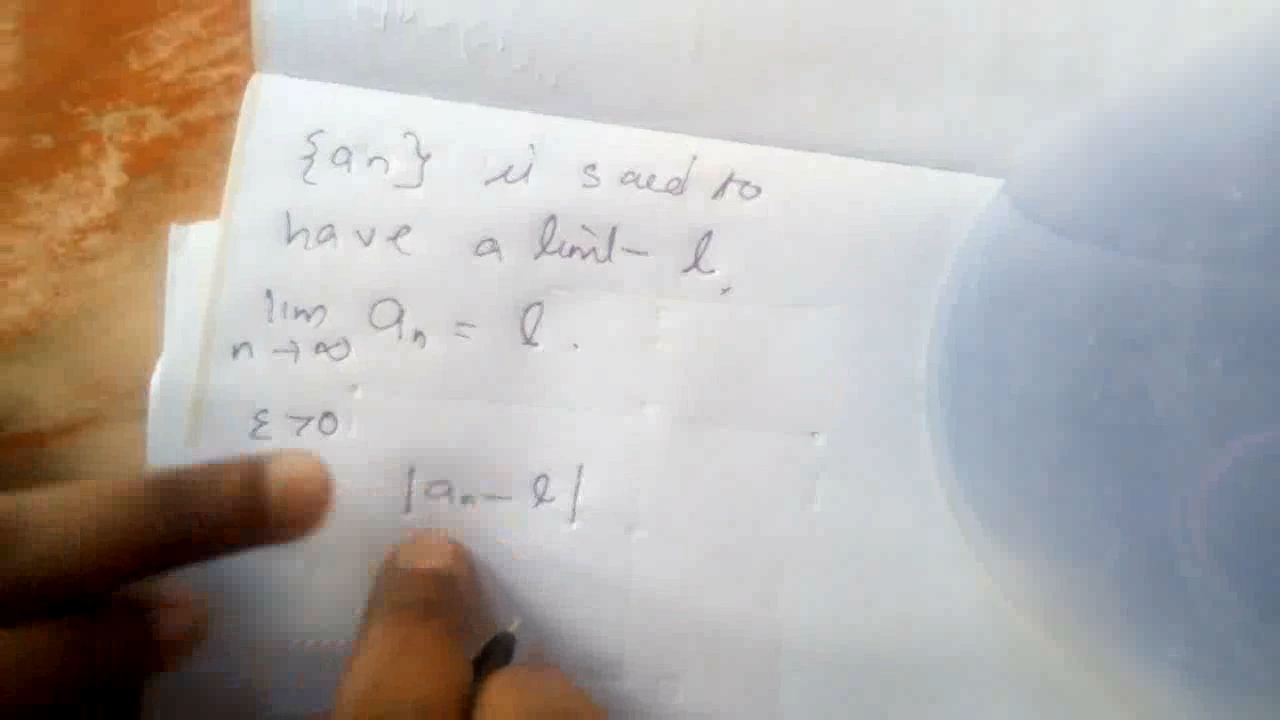 {an} is said to
have a limit l.
lim an = l.
n → ∞
ε >0
|an - l|